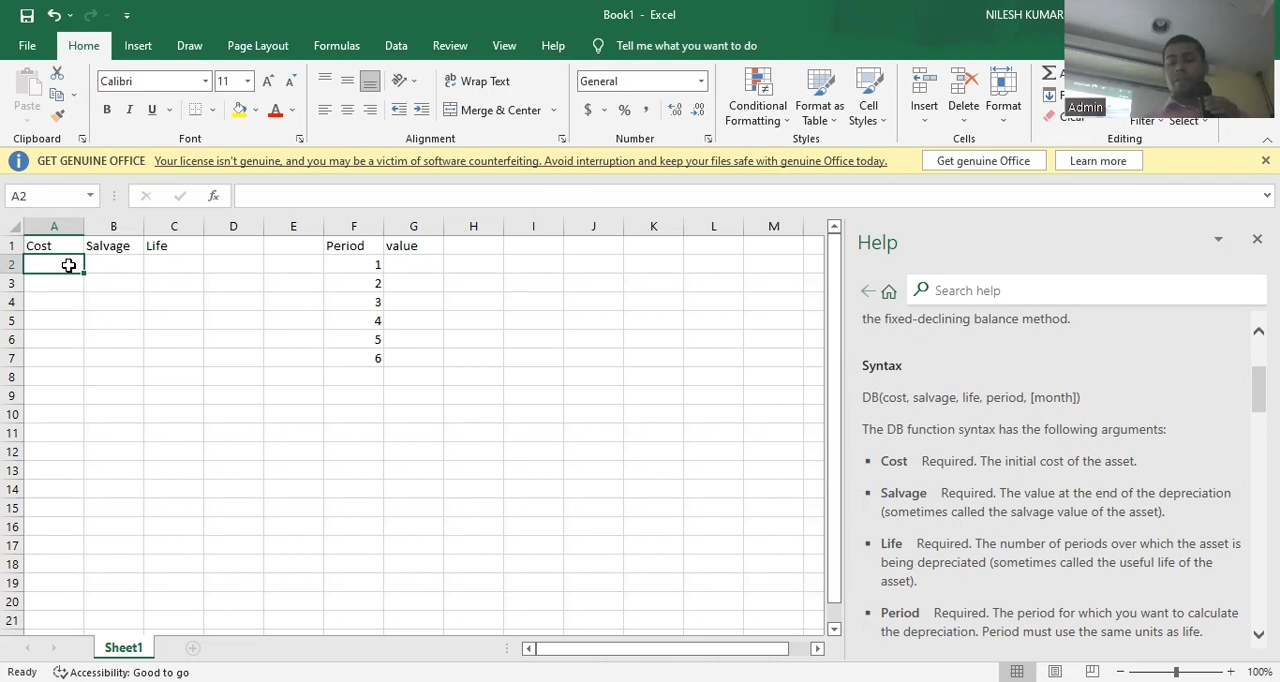 Book1 - Excel
NILESH KUMAR
File Home Insert Draw Page Layout Formulas Data Review View Help Tell me what you want to do
Paste
Calibri 11
B I U
Wrap Text
Merge & Center
General
$ % ,
Conditional Formatting
Format as Table
Cell Styles
Insert Delete Format
Filter Select
Admin
Clipboard Font Alignment Number Styles Cells Editing
GET GENUINE OFFICE Your license isn't genuine, and you may be a victim of software counterfeiting. Avoid interruption and keep your files safe with genuine Office today. Get genuine Office Learn more
A2 fx
A B C D E F G H I J K L M
1 Cost Salvage Life Period value
2 1
3 2
4 3
5 4
6 5
7 6
8
9
10
11
12
13
14
15
16
17
18
19
20
21
Sheet1
Ready Accessibility: Good to go 100%
Help
Search help
the fixed-declining balance method.
Syntax
DB(cost, salvage, life, period, [month])
The DB function syntax has the following arguments:
▪ Cost Required. The initial cost of the asset.
▪ Salvage Required. The value at the end of the depreciation
(sometimes called the salvage value of the asset).
▪ Life Required. The number of periods over which the asset is
being depreciated (sometimes called the useful life of the
asset).
▪ Period Required. The period for which you want to calculate
the depreciation. Period must use the same units as life.